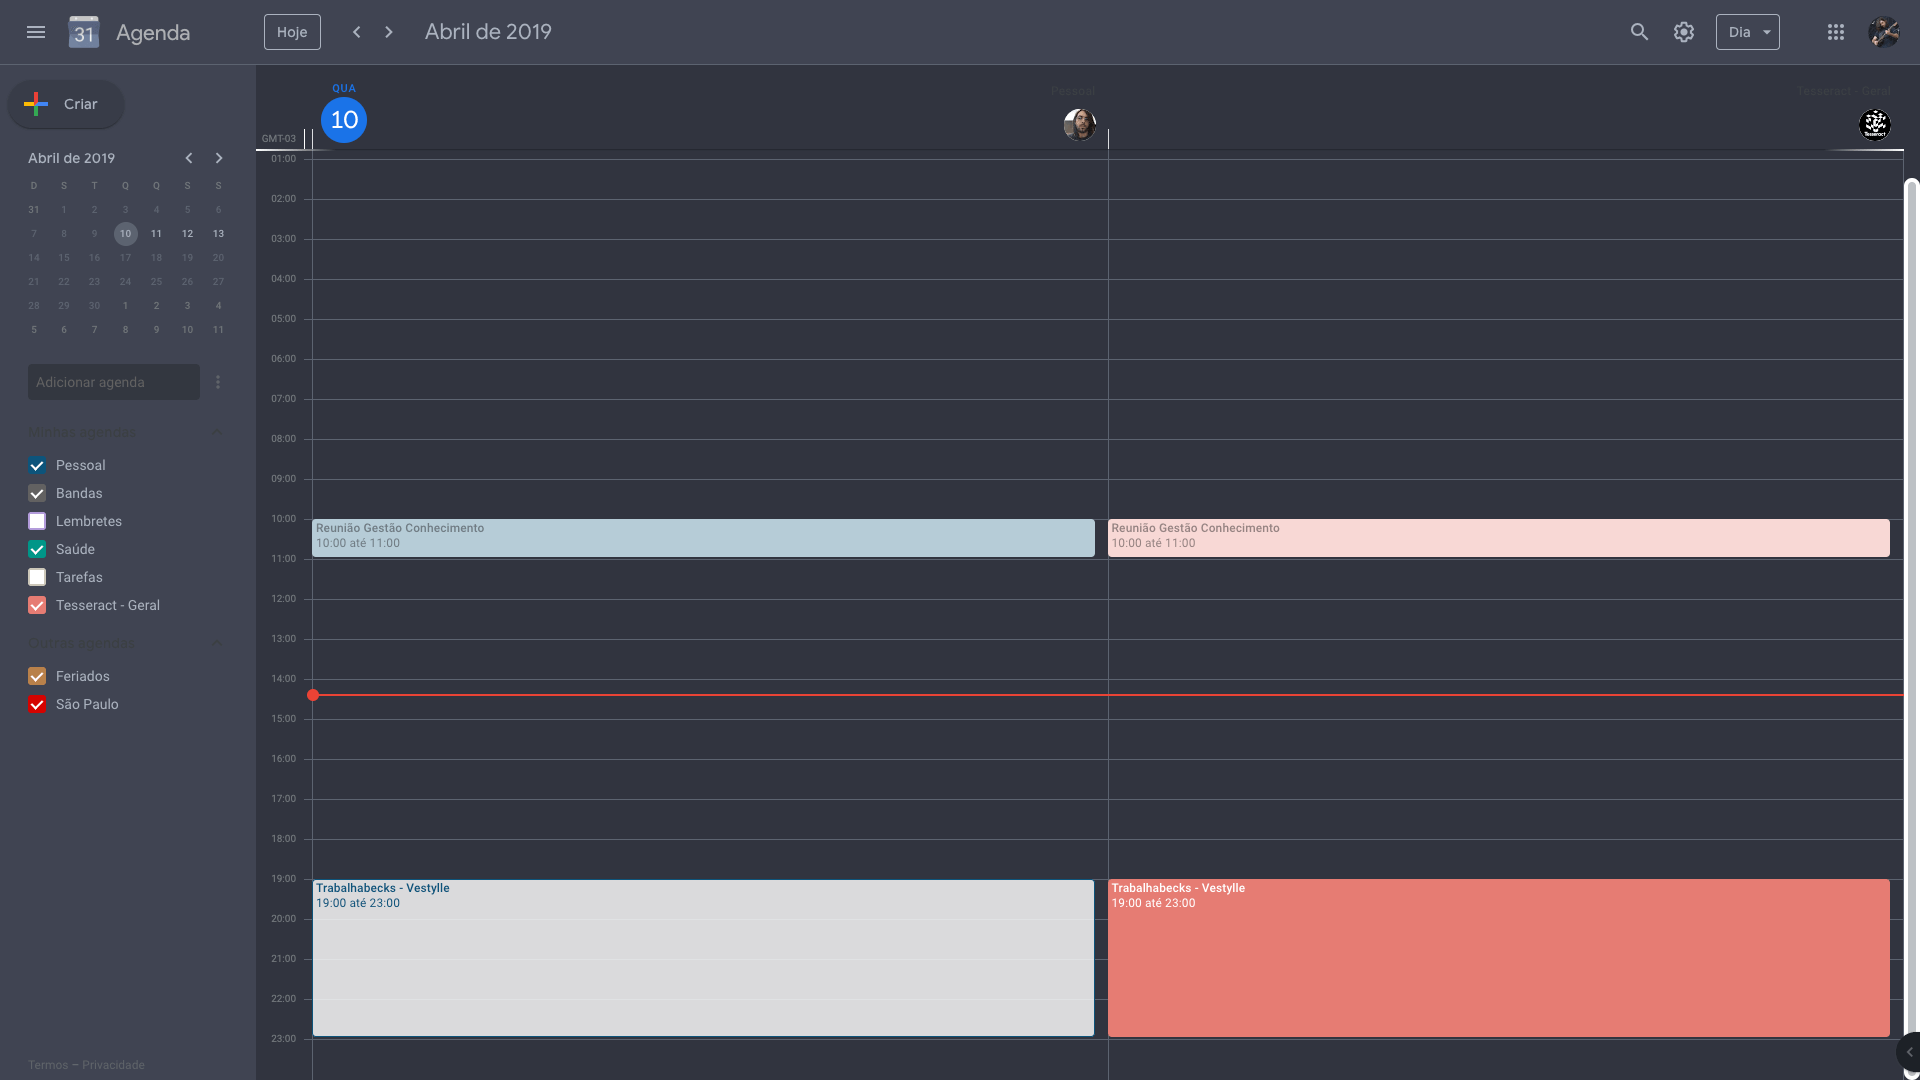 31 Agenda
Hoje
Abril de 2019
Dia
Criar
Abril de 2019
D S T Q Q S S
31 1 2 3 4 5 6
7 8 9 10 11 12 13
14 15 16 17 18 19 20
21 22 23 24 25 26 27
28 29 30 1 2 3 4
5 6 7 8 9 10 11
Adicionar agenda
Minhas agendas
Pessoal
Bandas
Lembretes
Saúde
Tarefas
Tesseract - Geral
Outras agendas
Feriados
São Paulo
Termos – Privacidade
QUA
10
Pessoal
Tesseract - Geral
Tesseract
GMT-03
01:00
02:00
03:00
04:00
05:00
06:00
07:00
08:00
09:00
10:00
Reunião Gestão Conhecimento
10:00 até 11:00
Reunião Gestão Conhecimento
10:00 até 11:00
11:00
12:00
13:00
14:00
15:00
16:00
17:00
18:00
19:00
Trabalhabecks - Vestylle
19:00 até 23:00
Trabalhabecks - Vestylle
19:00 até 23:00
20:00
21:00
22:00
23:00